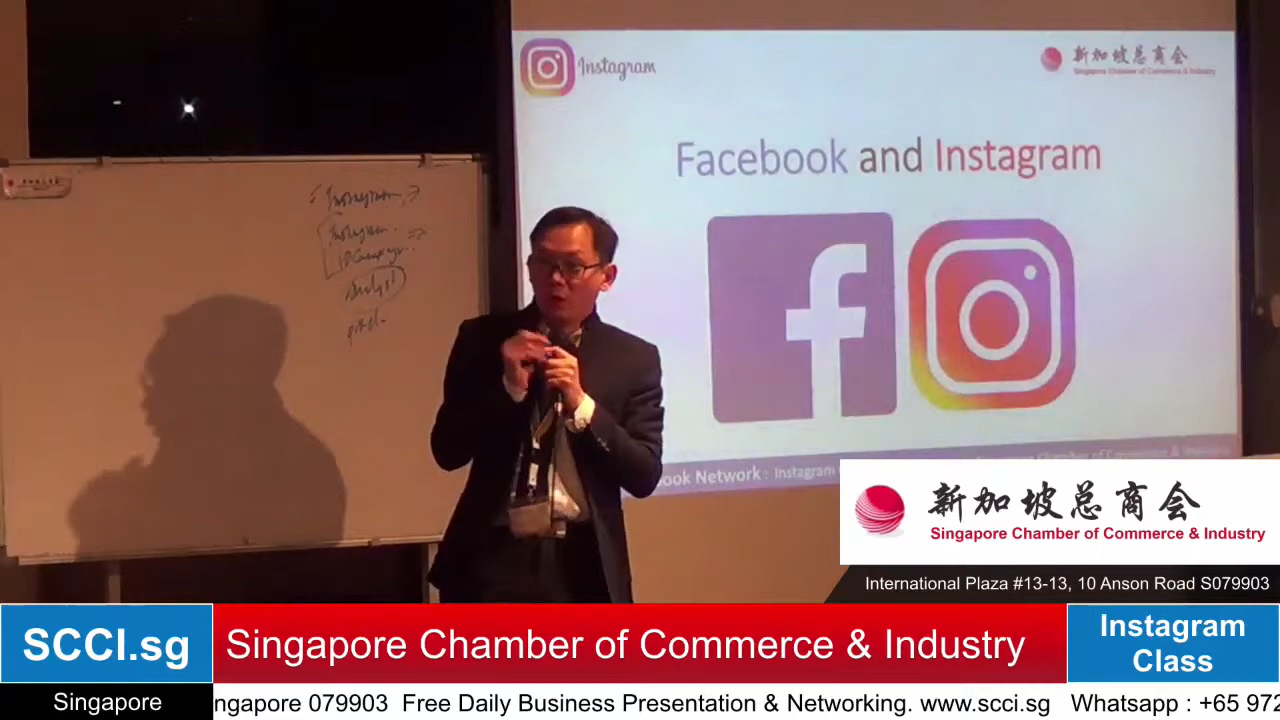 Instagram
新加坡总商会
Singapore Chamber of Commerce & Industry
Facebook and Instagram
ook Network : Instagram
新加坡总商会
Singapore Chamber of Commerce & Industry
International Plaza #13-13, 10 Anson Road S079903
SCCI.sg
Singapore Chamber of Commerce & Industry
Instagram
Class
Singapore
ngapore 079903 Free Daily Business Presentation & Networking. www.scci.sg Whatsapp : +65 972